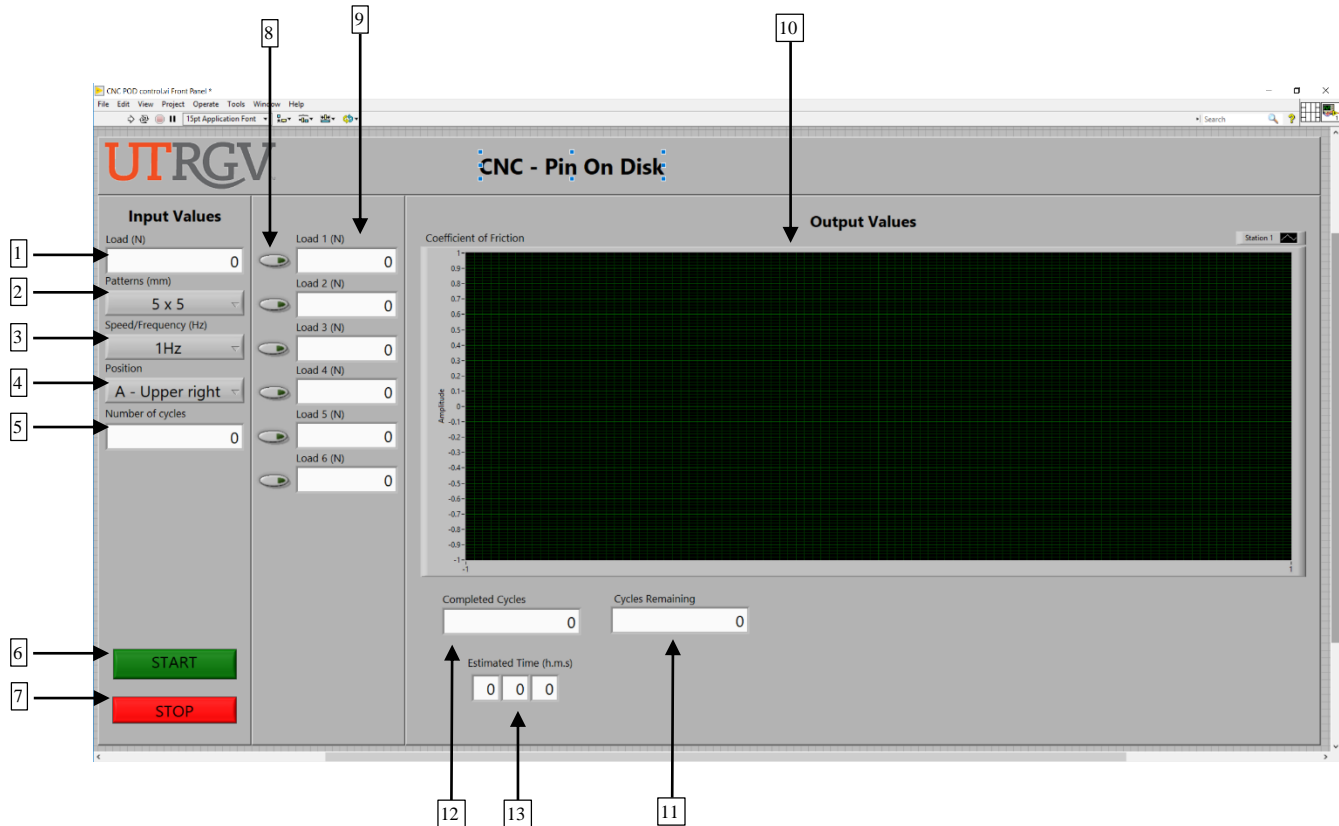 8
9
10
CNC POD control.vi Front Panel *
File Edit View Project Operate Tools Window Help
15pt Application Font
Search
UTRGV
CNC - Pin On Disk
Input Values
1
Load (N)
0
2
Patterns (mm)
5 x 5
3
Speed/Frequency (Hz)
1Hz
4
Position
A - Upper right
5
Number of cycles
0
6
START
7
STOP
Load 1 (N)
0
Load 2 (N)
0
Load 3 (N)
0
Load 4 (N)
0
Load 5 (N)
0
Load 6 (N)
0
Output Values
Coefficient of Friction
Station 1
Amplitude
1
0.9
0.8
0.7
0.6
0.5
0.4
0.3
0.2
0.1
0
-0.1
-0.2
-0.3
-0.4
-0.5
-0.6
-0.7
-0.8
-0.9
-1
-1
1
Completed Cycles
0
Cycles Remaining
0
Estimated Time (h.m.s)
0 0 0
12
13
11